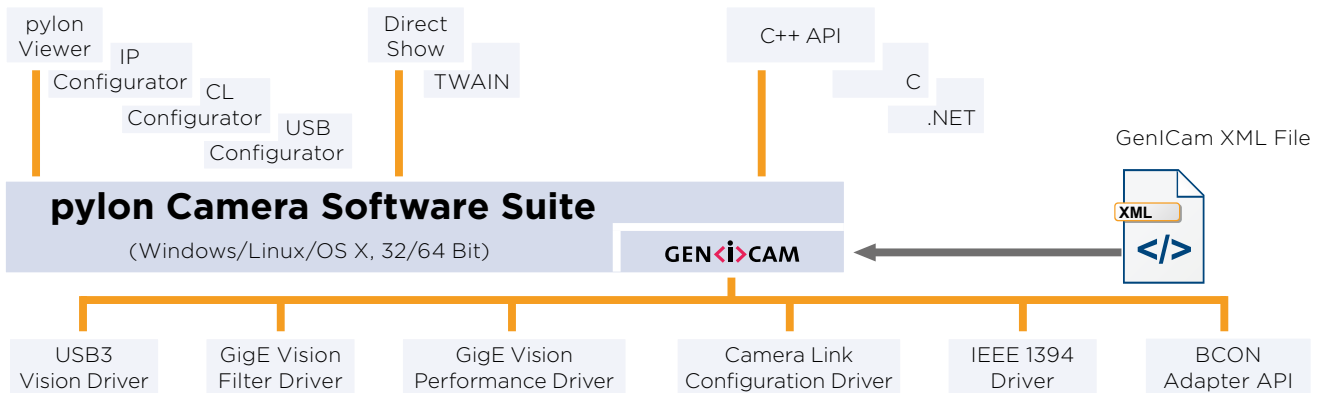 pylon
Viewer
IP
Configurator
CL
Configurator
USB
Configurator
Direct
Show
TWAIN
C++ API
C
.NET
GenICam XML File
XML
</>
pylon Camera Software Suite
(Windows/Linux/OS X, 32/64 Bit)
GEN<i>CAM
USB3
Vision Driver
GigE Vision
Filter Driver
GigE Vision
Performance Driver
Camera Link
Configuration Driver
IEEE 1394
Driver
BCON
Adapter API